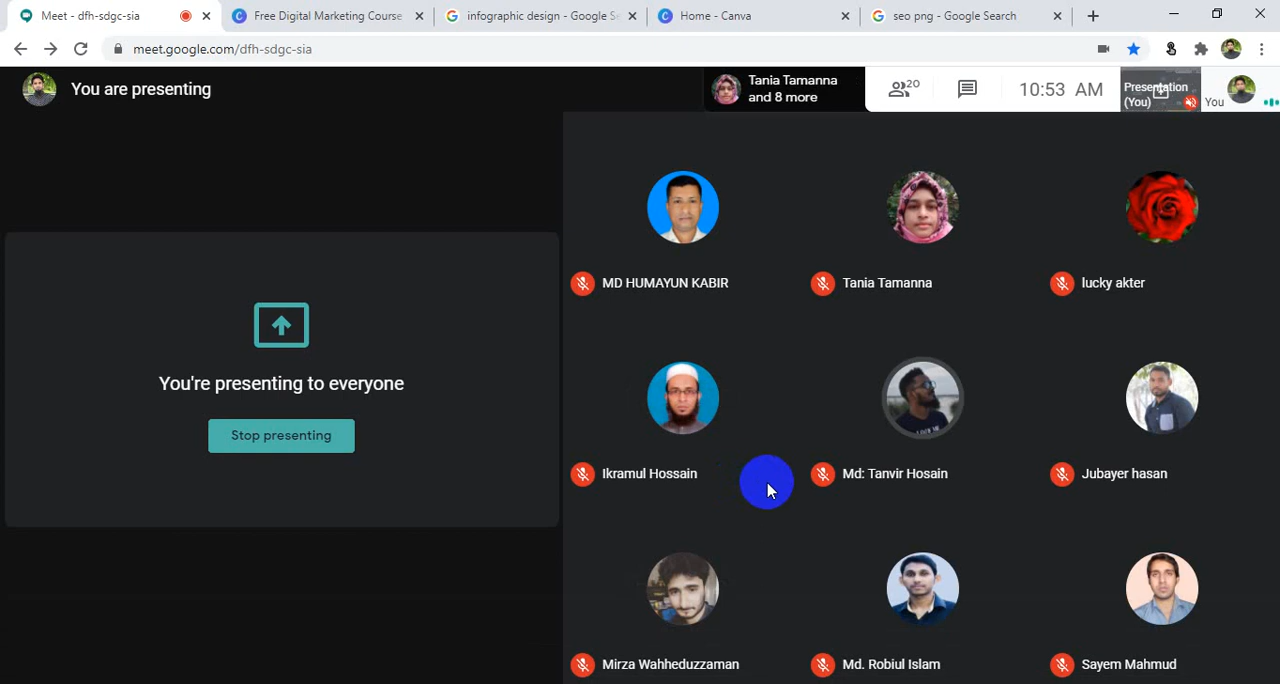 Meet - dfh-sdgc-sia
Free Digital Marketing Course
infographic design - Google Se
Home - Canva
seo png - Google Search
meet.google.com/dfh-sdgc-sia
You are presenting
Tania Tamanna
and 8 more
20
10:53 AM
Presentation
(You)
You
MD HUMAYUN KABIR
Tania Tamanna
lucky akter
You're presenting to everyone
Stop presenting
Ikramul Hossain
Md: Tanvir Hosain
Jubayer hasan
Mirza Wahheduzzaman
Md. Robiul Islam
Sayem Mahmud